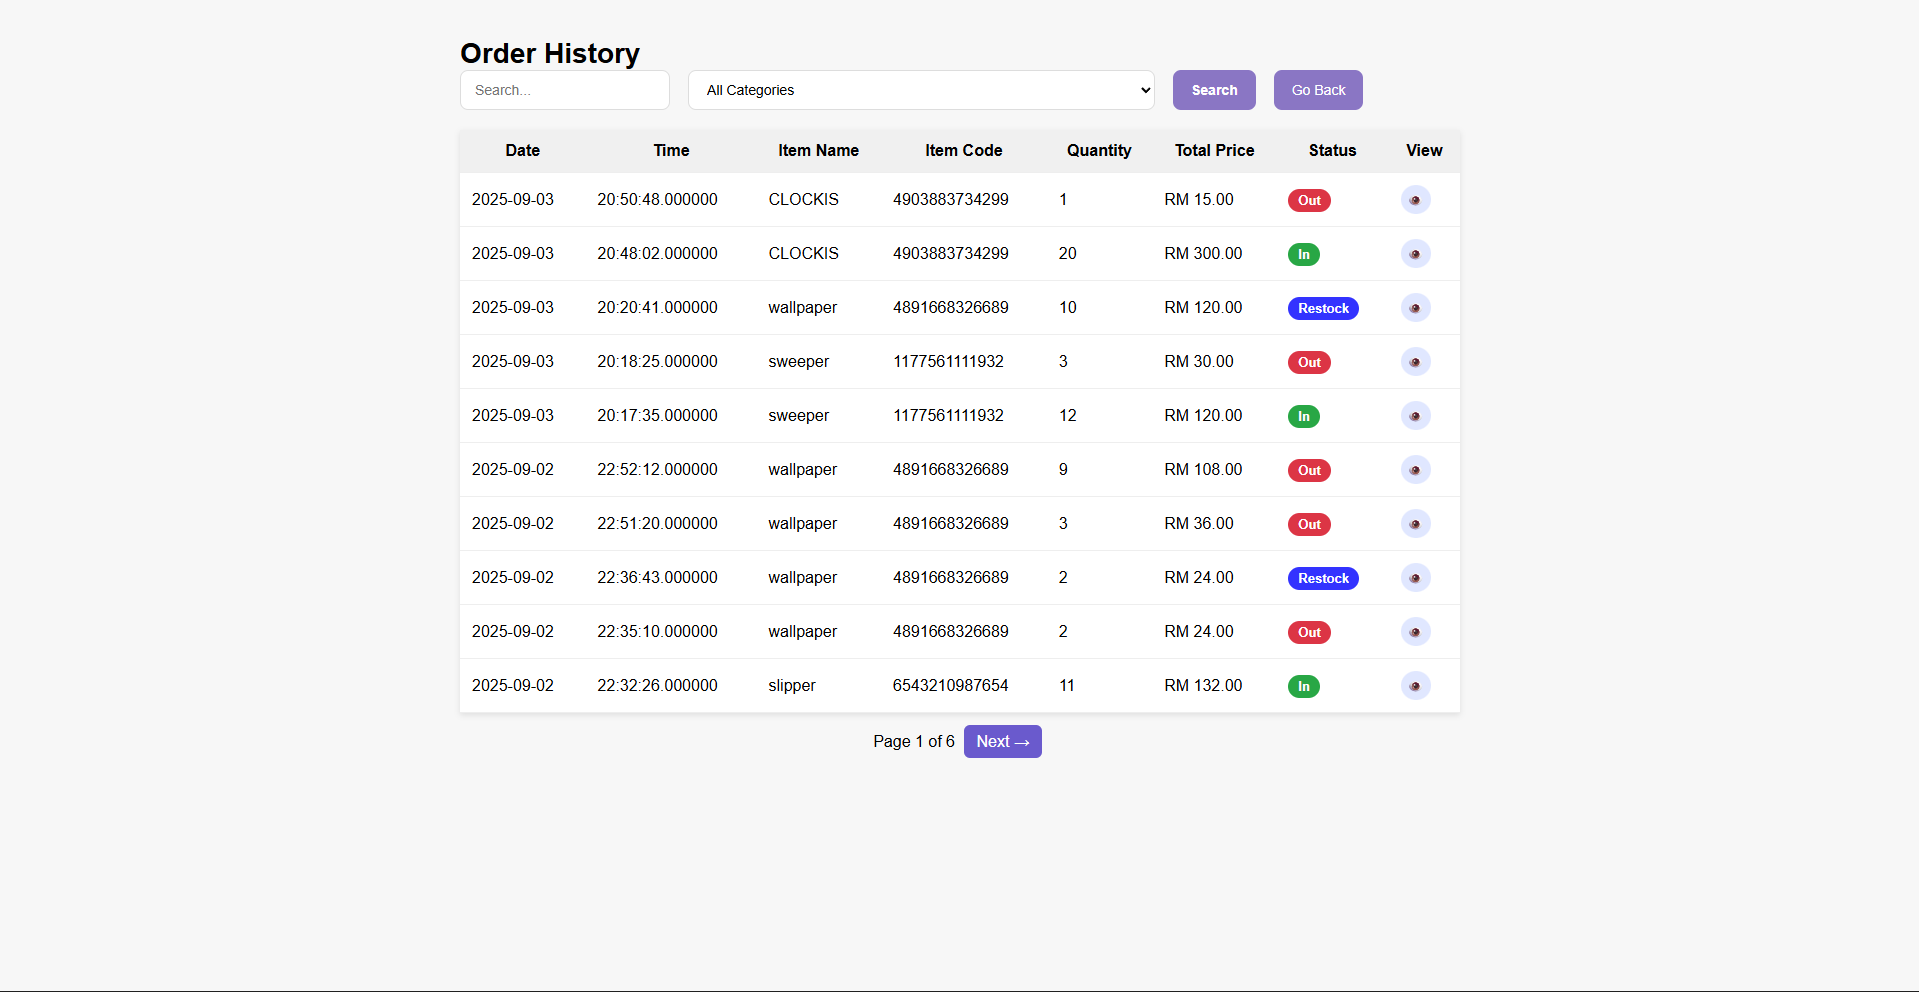 Order History
Search... All Categories Search Go Back
Date Time Item Name Item Code Quantity Total Price Status View
2025-09-03 20:50:48.000000 CLOCKIS 4903883734299 1 RM 15.00 Out
2025-09-03 20:48:02.000000 CLOCKIS 4903883734299 20 RM 300.00 In
2025-09-03 20:20:41.000000 wallpaper 4891668326689 10 RM 120.00 Restock
2025-09-03 20:18:25.000000 sweeper 1177561111932 3 RM 30.00 Out
2025-09-03 20:17:35.000000 sweeper 1177561111932 12 RM 120.00 In
2025-09-02 22:52:12.000000 wallpaper 4891668326689 9 RM 108.00 Out
2025-09-02 22:51:20.000000 wallpaper 4891668326689 3 RM 36.00 Out
2025-09-02 22:36:43.000000 wallpaper 4891668326689 2 RM 24.00 Restock
2025-09-02 22:35:10.000000 wallpaper 4891668326689 2 RM 24.00 Out
2025-09-02 22:32:26.000000 slipper 6543210987654 11 RM 132.00 In
Page 1 of 6 Next →